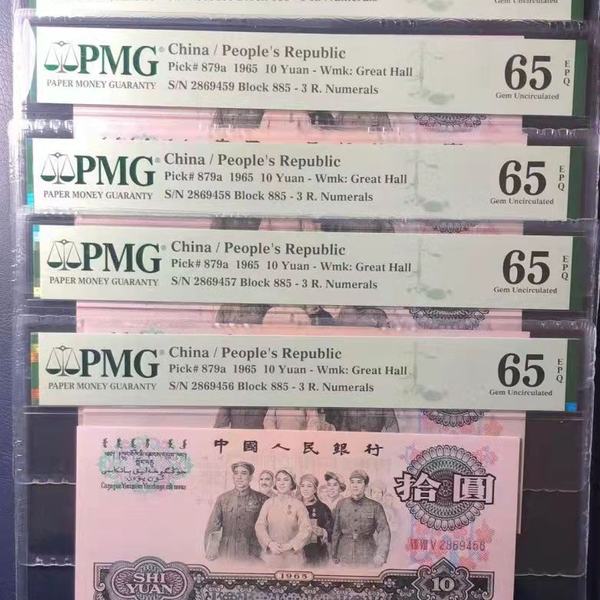 PMG
PAPER MONEY GUARANTY
China / People's Republic
Pick# 879a 1965 10 Yuan - Wmk: Great Hall
S/N 2869459 Block 885 - 3 R. Numerals
65 EPQ
Gem Uncirculated
PMG
PAPER MONEY GUARANTY
China / People's Republic
Pick# 879a 1965 10 Yuan - Wmk: Great Hall
S/N 2869458 Block 885 - 3 R. Numerals
65 EPQ
Gem Uncirculated
PMG
PAPER MONEY GUARANTY
China / People's Republic
Pick# 879a 1965 10 Yuan - Wmk: Great Hall
S/N 2869457 Block 885 - 3 R. Numerals
65 EPQ
Gem Uncirculated
PMG
PAPER MONEY GUARANTY
China / People's Republic
Pick# 879a 1965 10 Yuan - Wmk: Great Hall
S/N 2869456 Block 885 - 3 R. Numerals
65 EPQ
Gem Uncirculated
中國人民銀行
拾圓
V 2869456
SHI
YUAN
1965
10